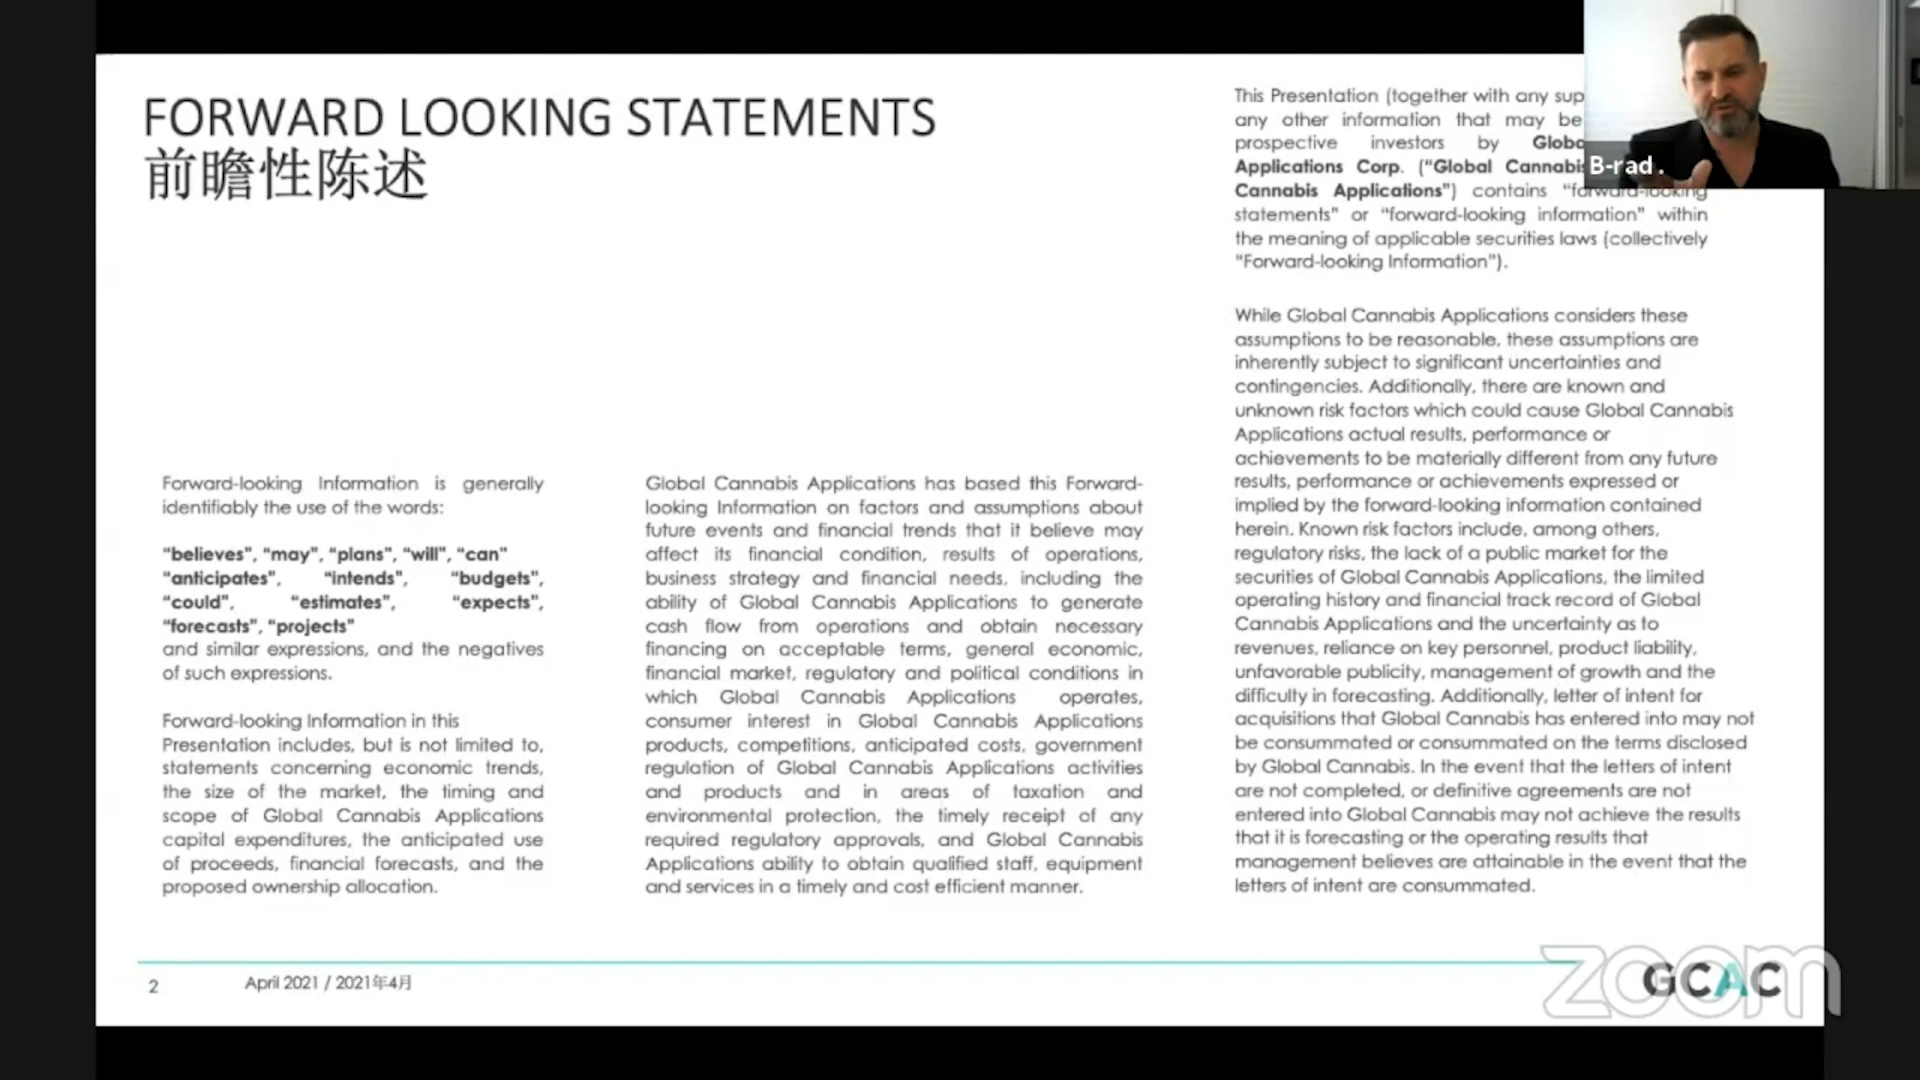 FORWARD LOOKING STATEMENTS
前瞻性陈述
Forward-looking Information is generally
identifiably the use of the words:
“believes”, “may”, “plans”, “will”, “can”
“anticipates”, “intends”, “budgets”,
“could”, “estimates”, “expects”,
“forecasts”, “projects”
and similar expressions, and the negatives
of such expressions.
Forward-looking Information in this
Presentation includes, but is not limited to,
statements concerning economic trends,
the size of the market, the timing and
scope of Global Cannabis Applications
capital expenditures, the anticipated use
of proceeds, financial forecasts, and the
proposed ownership allocation.
Global Cannabis Applications has based this Forward-
looking Information on factors and assumptions about
future events and financial trends that it believe may
affect its financial condition, results of operations,
business strategy and financial needs, including the
ability of Global Cannabis Applications to generate
cash flow from operations and obtain necessary
financing on acceptable terms, general economic,
financial market, regulatory and political conditions in
which Global Cannabis Applications operates,
consumer interest in Global Cannabis Applications
products, competitions, anticipated costs, government
regulation of Global Cannabis Applications activities
and products and in areas of taxation and
environmental protection, the timely receipt of any
required regulatory approvals, and Global Cannabis
Applications ability to obtain qualified staff, equipment
and services in a timely and cost efficient manner.
This Presentation (together with any
any other information that may be
prospective investors by
Applications Corp. ("Global
Cannabis Applications") contains “forward-looking
statements” or “forward-looking information” within
the meaning of applicable securities laws (collectively
“Forward-looking Information”).
While Global Cannabis Applications considers these
assumptions to be reasonable, these assumptions are
inherently subject to significant uncertainties and
contingencies. Additionally, there are known and
unknown risk factors which could cause Global Cannabis
Applications actual results, performance or
achievements to be materially different from any future
results, performance or achievements expressed or
implied by the forward-looking information contained
herein. Known risk factors include, among others,
regulatory risks, the lack of a public market for the
securities of Global Cannabis Applications, the limited
operating history and financial track record of Global
Cannabis Applications and the uncertainty as to
revenues, reliance on key personnel, product liability,
unfavorable publicity, management of growth and the
difficulty in forecasting. Additionally, letter of intent for
acquisitions that Global Cannabis has entered into may not
be consummated or consummated on the terms disclosed
by Global Cannabis. In the event that the letters of intent
are not completed, or definitive agreements are not
entered into Global Cannabis may not achieve the results
that it is forecasting or the operating results that
management believes are attainable in the event that the
letters of intent are consummated.
B-rad .
2
April 2021 / 2021年4月
GCAC
zoom